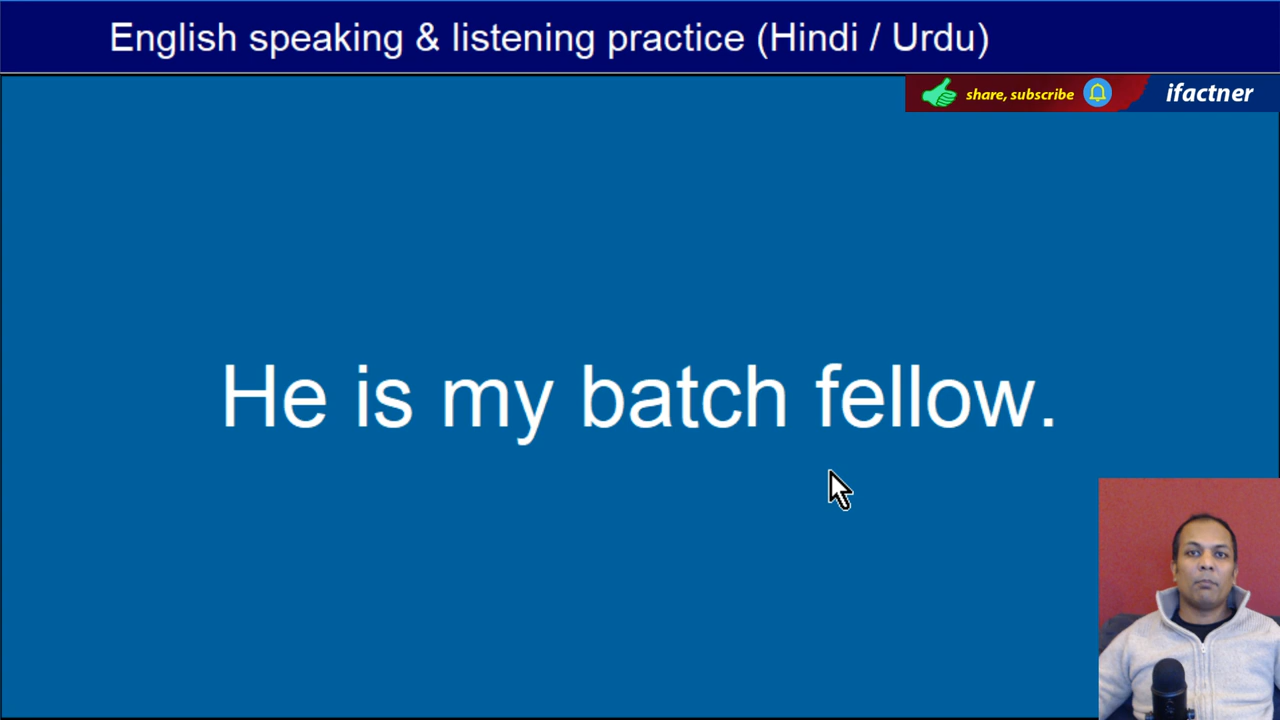 English speaking & listening practice (Hindi / Urdu)
share, subscribe
ifactner
He is my batch fellow.